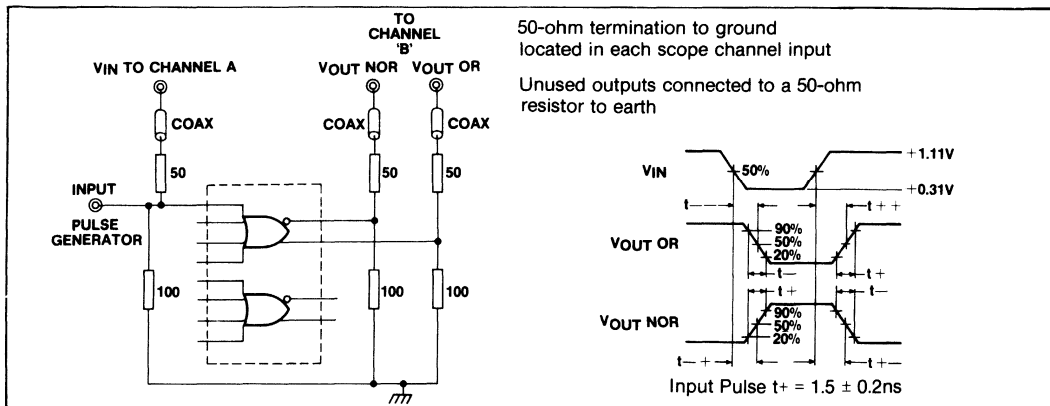 TO
CHANNEL
'B'
VIN TO CHANNEL A
VOUT NOR
VOUT OR
COAX
COAX
COAX
50
50
50
INPUT
PULSE
GENERATOR
100
100
100
50-ohm termination to ground
located in each scope channel input
Unused outputs connected to a 50-ohm
resistor to earth
VIN
50%
+1.11V
+0.31V
t--
t++
VOUT OR
90%
50%
20%
t-
t+
t+
t-
VOUT NOR
90%
50%
20%
t-+
t+-
Input Pulse t+ = 1.5 ± 0.2ns